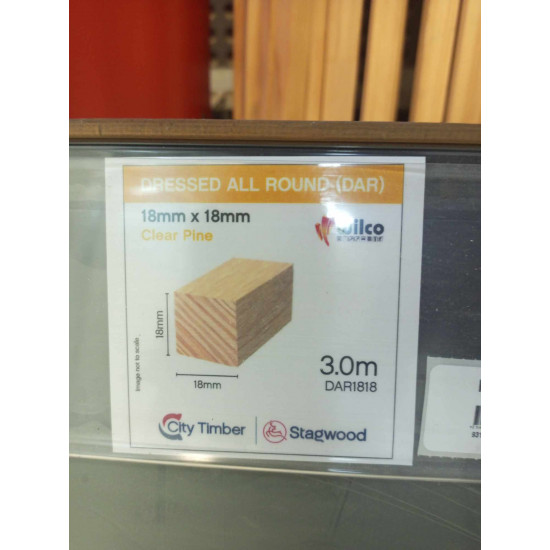 DRESSED ALL ROUND (DAR)
18mm x 18mm
Clear Pine
wilco
18mm
18mm
Image not to scale
3.0m
DAR1818
City Timber
Stagwood